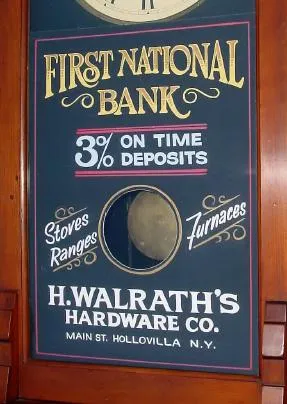 FIRST NATIONAL
BANK
3% ON TIME
DEPOSITS
Stoves
Ranges
Furnaces
H.WALRATH'S
HARDWARE CO.
MAIN ST. HOLLOVILLA N.Y.